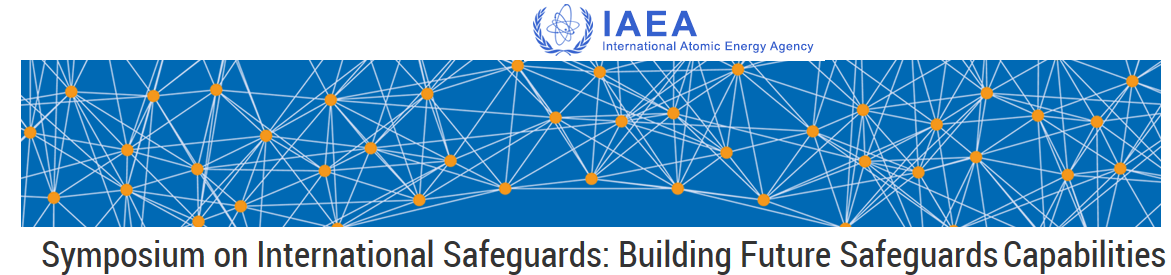 IAEA
International Atomic Energy Agency
Symposium on International Safeguards: Building Future Safeguards Capabilities